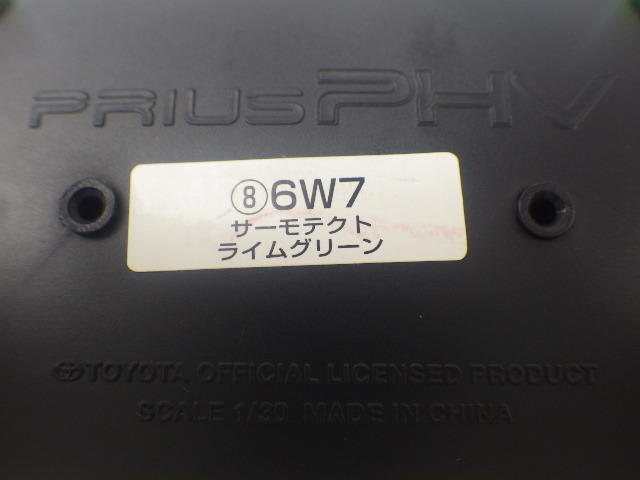 PRIUS PHV
⑧6W7
サーモテクト
ライムグリーン
TOYOTA OFFICIAL LICENSED PRODUCT
SCALE 1/30 MADE IN CHINA